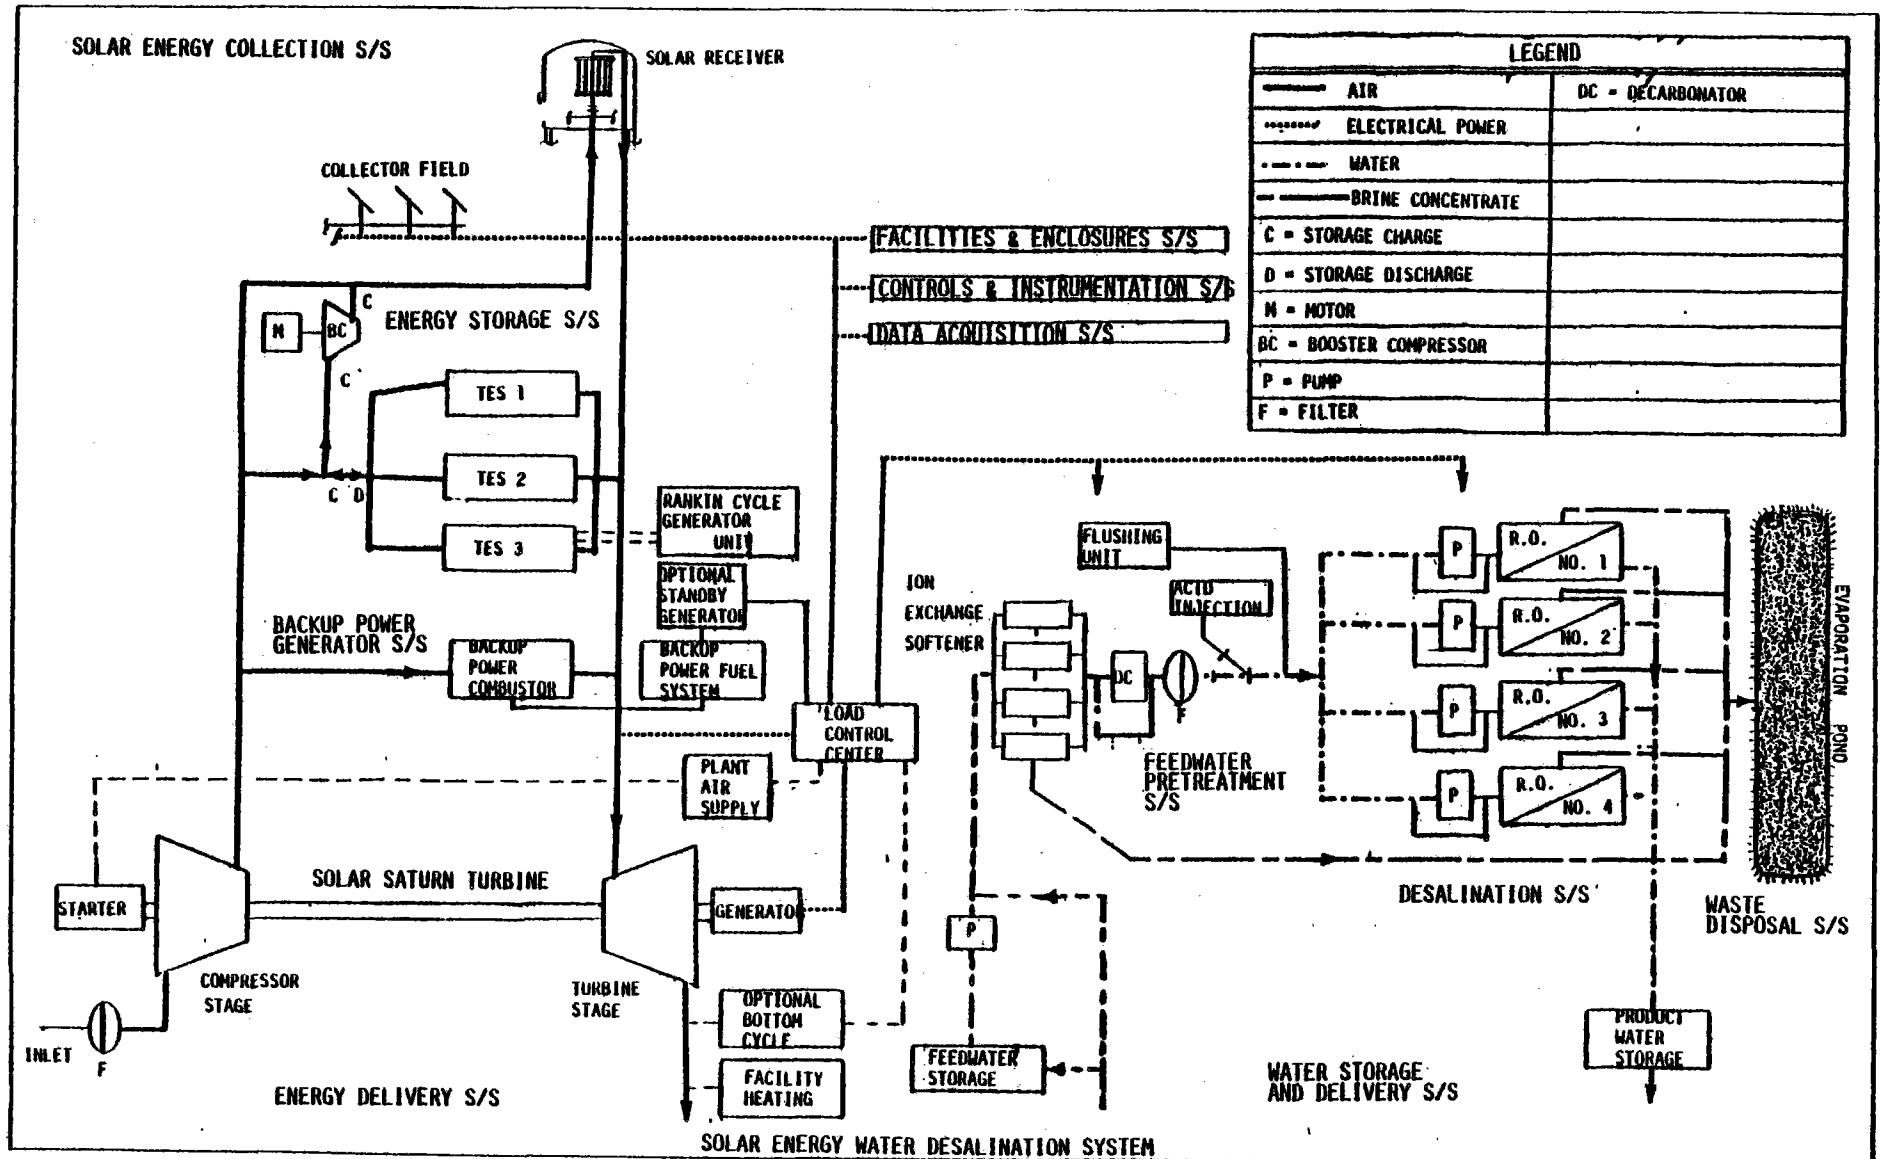 SOLAR ENERGY COLLECTION S/S
SOLAR RECEIVER
COLLECTOR FIELD
LEGEND
AIR
DC = DECARBONATOR
ELECTRICAL POWER
WATER
BRINE CONCENTRATE
C = STORAGE CHARGE
D = STORAGE DISCHARGE
M = MOTOR
BC = BOOSTER COMPRESSOR
P = PUMP
F = FILTER
FACILITIES & ENCLOSURES S/S
CONTROLS & INSTRUMENTATION S/S
DATA ACQUISITION S/S
C
M
BC
ENERGY STORAGE S/S
C
TES 1
TES 2
C D
TES 3
RANKIN CYCLE
GENERATOR
UNIT
OPTIONAL
STANDBY
GENERATOR
BACKUP POWER
GENERATOR S/S
BACKUP
POWER
COMBUSTOR
BACKUP
POWER FUEL
SYSTEM
LOAD
CONTROL
CENTER
PLANT
AIR
SUPPLY
SOLAR SATURN TURBINE
STARTER
GENERATOR
COMPRESSOR
STAGE
TURBINE
STAGE
INLET
F
OPTIONAL
BOTTOM
CYCLE
FACILITY
HEATING
ENERGY DELIVERY S/S
FLUSHING
UNIT
ION
EXCHANGE
SOFTENER
ACID
INJECTION
DC
F
FEEDWATER
PRETREATMENT
S/S
P
R.O.
NO. 1
P
R.O.
NO. 2
P
R.O.
NO. 3
P
R.O.
NO. 4
EVAPORATION POND
DESALINATION S/S
WASTE
DISPOSAL S/S
P
FEEDWATER
STORAGE
PRODUCT
WATER
STORAGE
WATER STORAGE
AND DELIVERY S/S
SOLAR ENERGY WATER DESALINATION SYSTEM